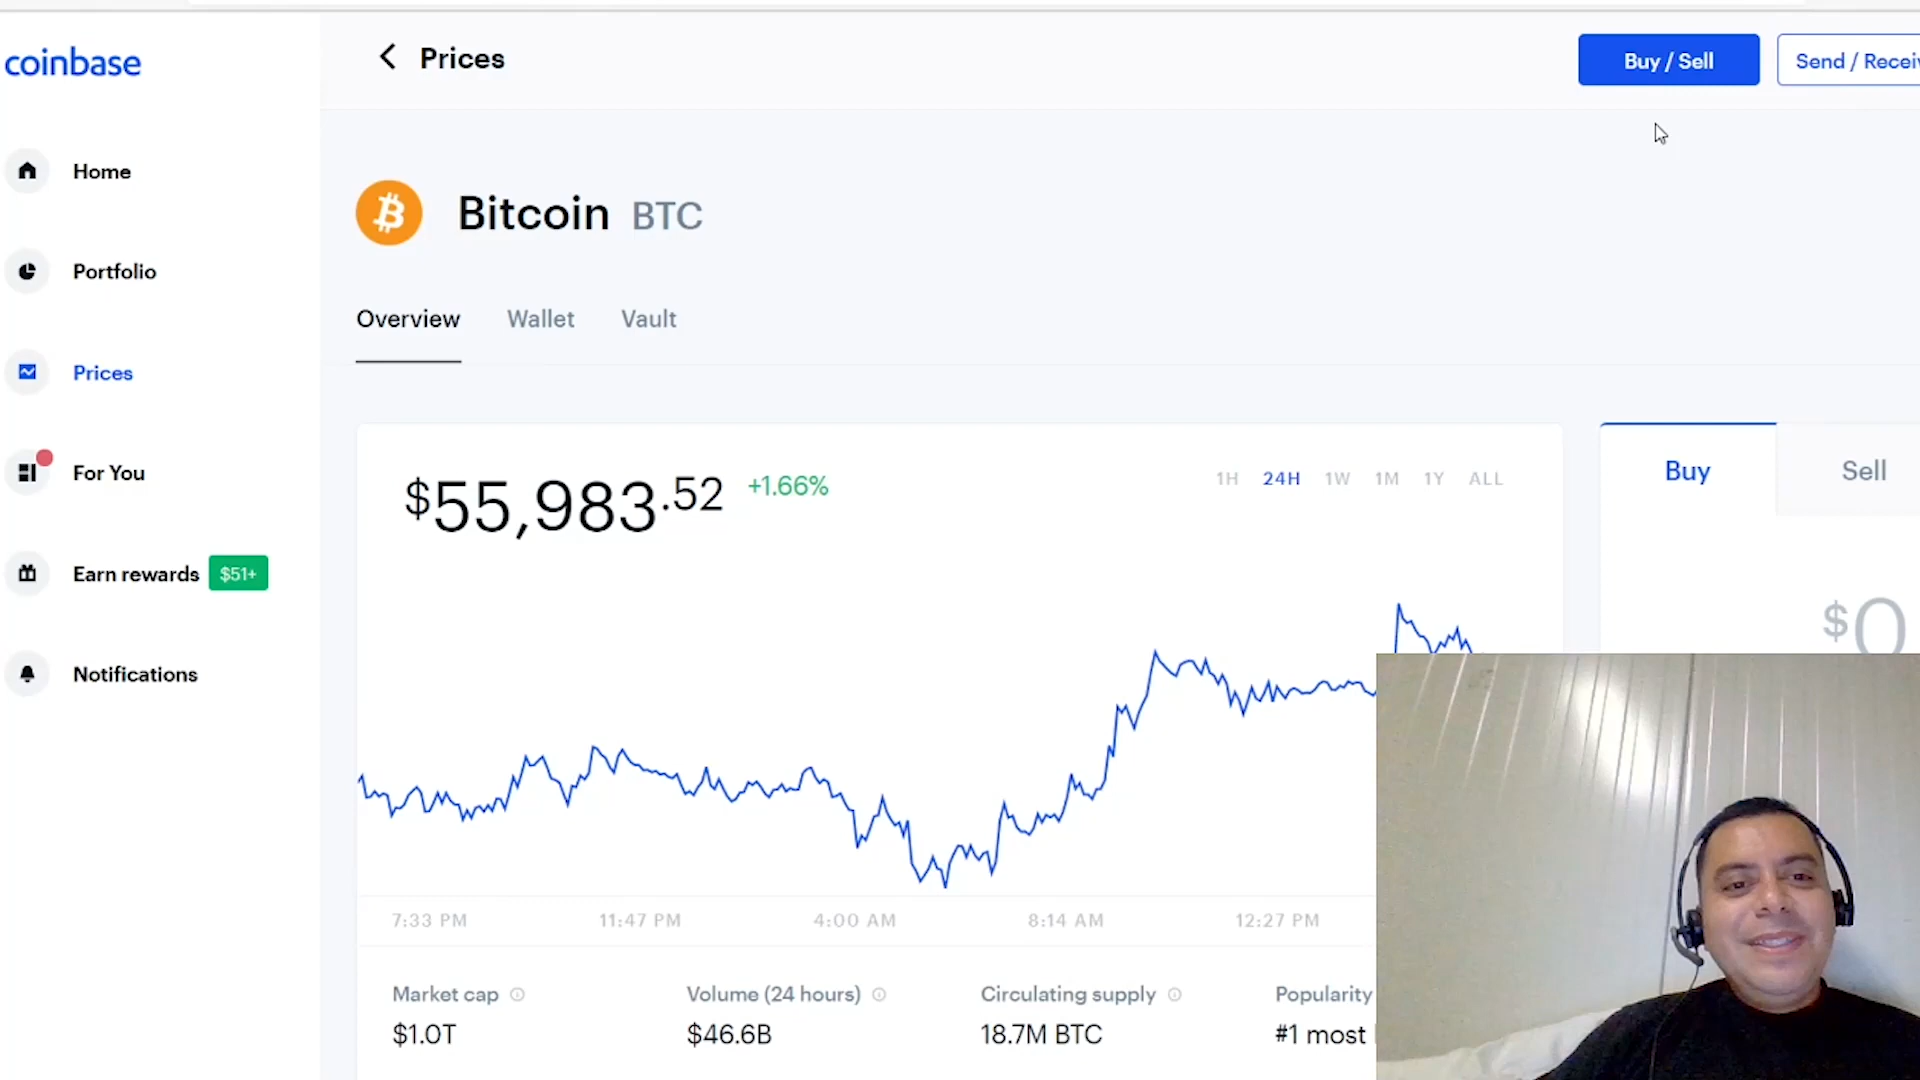 coinbase
Prices
Buy / Sell
Send / Receiv
Home
Portfolio
Prices
For You
Earn rewards $51+
Notifications
Bitcoin BTC
Overview Wallet Vault
$55,983.52 +1.66%
1H 24H 1W 1M 1Y ALL
Buy Sell
$0
7:33 PM 11:47 PM 4:00 AM 8:14 AM 12:27 PM
Market cap Volume (24 hours) Circulating supply Popularity
$1.0T $46.6B 18.7M BTC #1 most